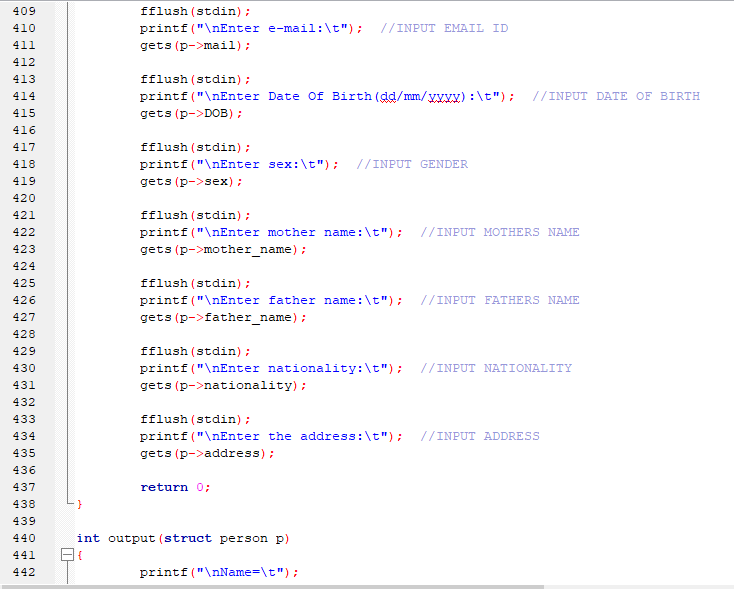 409 fflush(stdin);
410 printf("\nEnter e-mail:\t");  //INPUT EMAIL ID
411 gets(p->mail);
412
413 fflush(stdin);
414 printf("\nEnter Date Of Birth(dd/mm/yyyy):\t");  //INPUT DATE OF BIRTH
415 gets(p->DOB);
416
417 fflush(stdin);
418 printf("\nEnter sex:\t");  //INPUT GENDER
419 gets(p->sex);
420
421 fflush(stdin);
422 printf("\nEnter mother name:\t");  //INPUT MOTHERS NAME
423 gets(p->mother_name);
424
425 fflush(stdin);
426 printf("\nEnter father name:\t");  //INPUT FATHERS NAME
427 gets(p->father_name);
428
429 fflush(stdin);
430 printf("\nEnter nationality:\t");  //INPUT NATIONALITY
431 gets(p->nationality);
432
433 fflush(stdin);
434 printf("\nEnter the address:\t");  //INPUT ADDRESS
435 gets(p->address);
436
437 return 0;
438 }
439
440 int output(struct person p)
441 {
442 printf("\nName=\t");